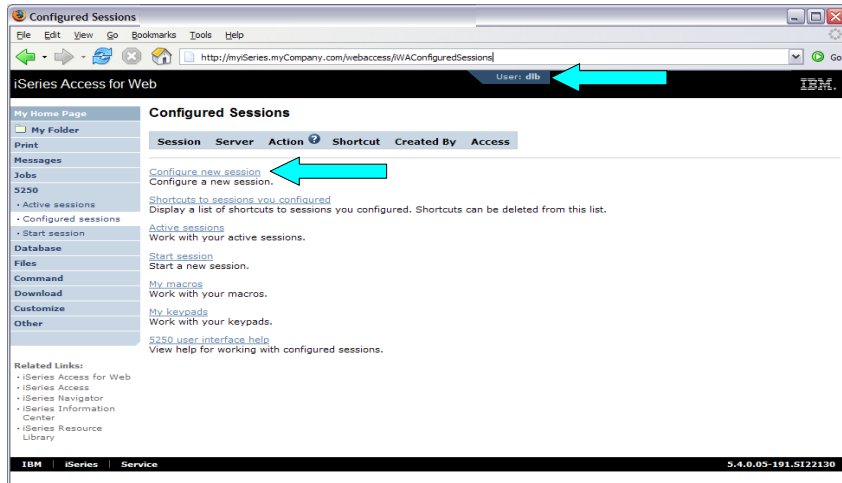 Configured Sessions
File Edit View Go Bookmarks Tools Help
http://myiSeries.myCompany.com/webaccess/iWAConfiguredSessions
Go
iSeries Access for Web
User: dlb
IBM.
My Home Page
My Folder
Print
Messages
Jobs
5250
• Active sessions
• Configured sessions
• Start session
Database
Files
Command
Download
Customize
Other
Related Links:
• iSeries Access for Web
• iSeries Access
• iSeries Navigator
• iSeries Information
Center
• iSeries Resource
Library
Configured Sessions
Session Server Action ? Shortcut Created By Access
Configure new session
Configure a new session.
Shortcuts to sessions you configured
Display a list of shortcuts to sessions you configured. Shortcuts can be deleted from this list.
Active sessions
Work with your active sessions.
Start session
Start a new session.
My macros
Work with your macros.
My keypads
Work with your keypads.
5250 user interface help
View help for working with configured sessions.
IBM | iSeries | Service
5.4.0.05-191.SI22130